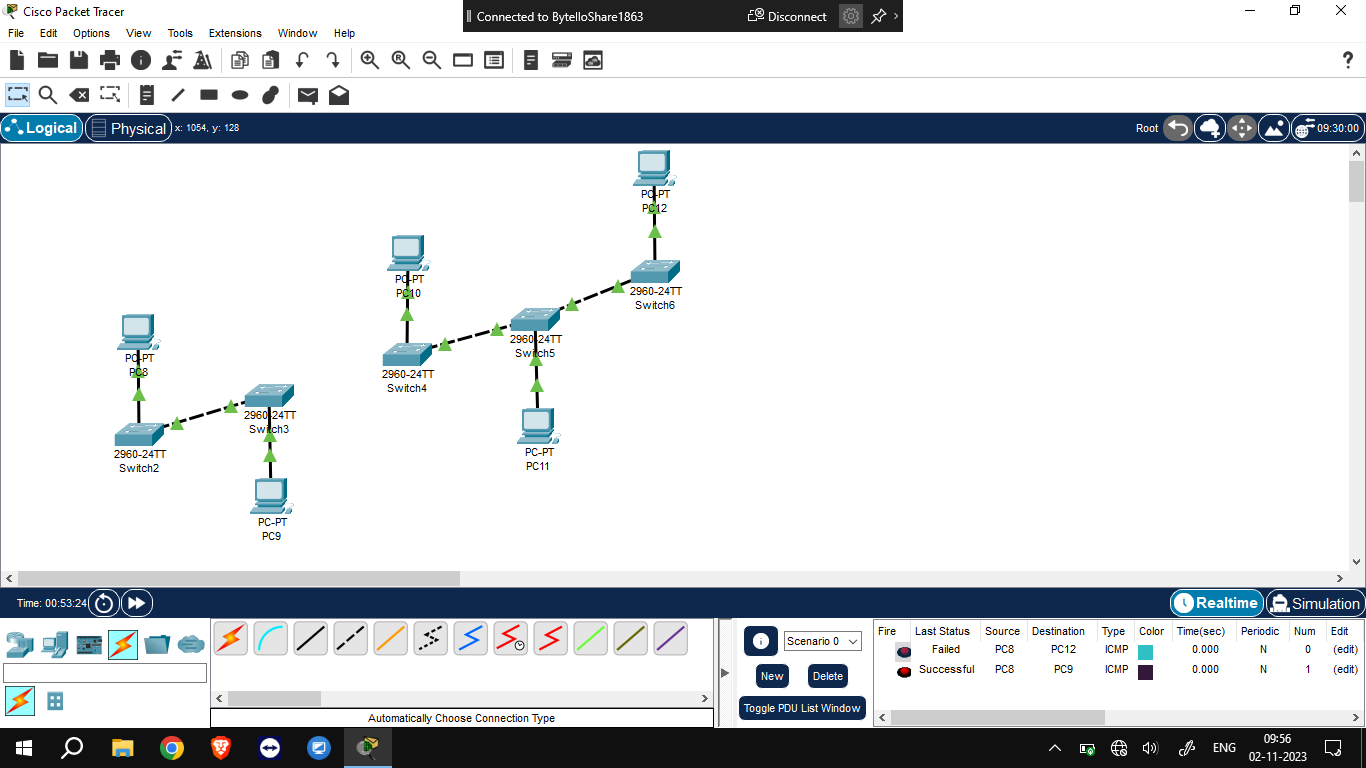 Cisco Packet Tracer
Connected to BytelloShare1863
Disconnect
File Edit Options View Tools Extensions Window Help
Logical
Physical
x: 1054, y: 128
Root
09:30:00
PC-PT
PC12
2960-24TT
Switch6
PC-PT
PC10
2960-24TT
Switch5
2960-24TT
Switch4
PC-PT
PC11
PC-PT
PC8
2960-24TT
Switch3
2960-24TT
Switch2
PC-PT
PC9
Time: 00:53:24
Realtime
Simulation
Scenario 0
New
Delete
Toggle PDU List Window
Automatically Choose Connection Type
Fire Last Status Source Destination Type Color Time(sec) Periodic Num Edit
Failed PC8 PC12 ICMP 0.000 N 0 (edit)
Successful PC8 PC9 ICMP 0.000 N 1 (edit)
ENG
09:56
02-11-2023